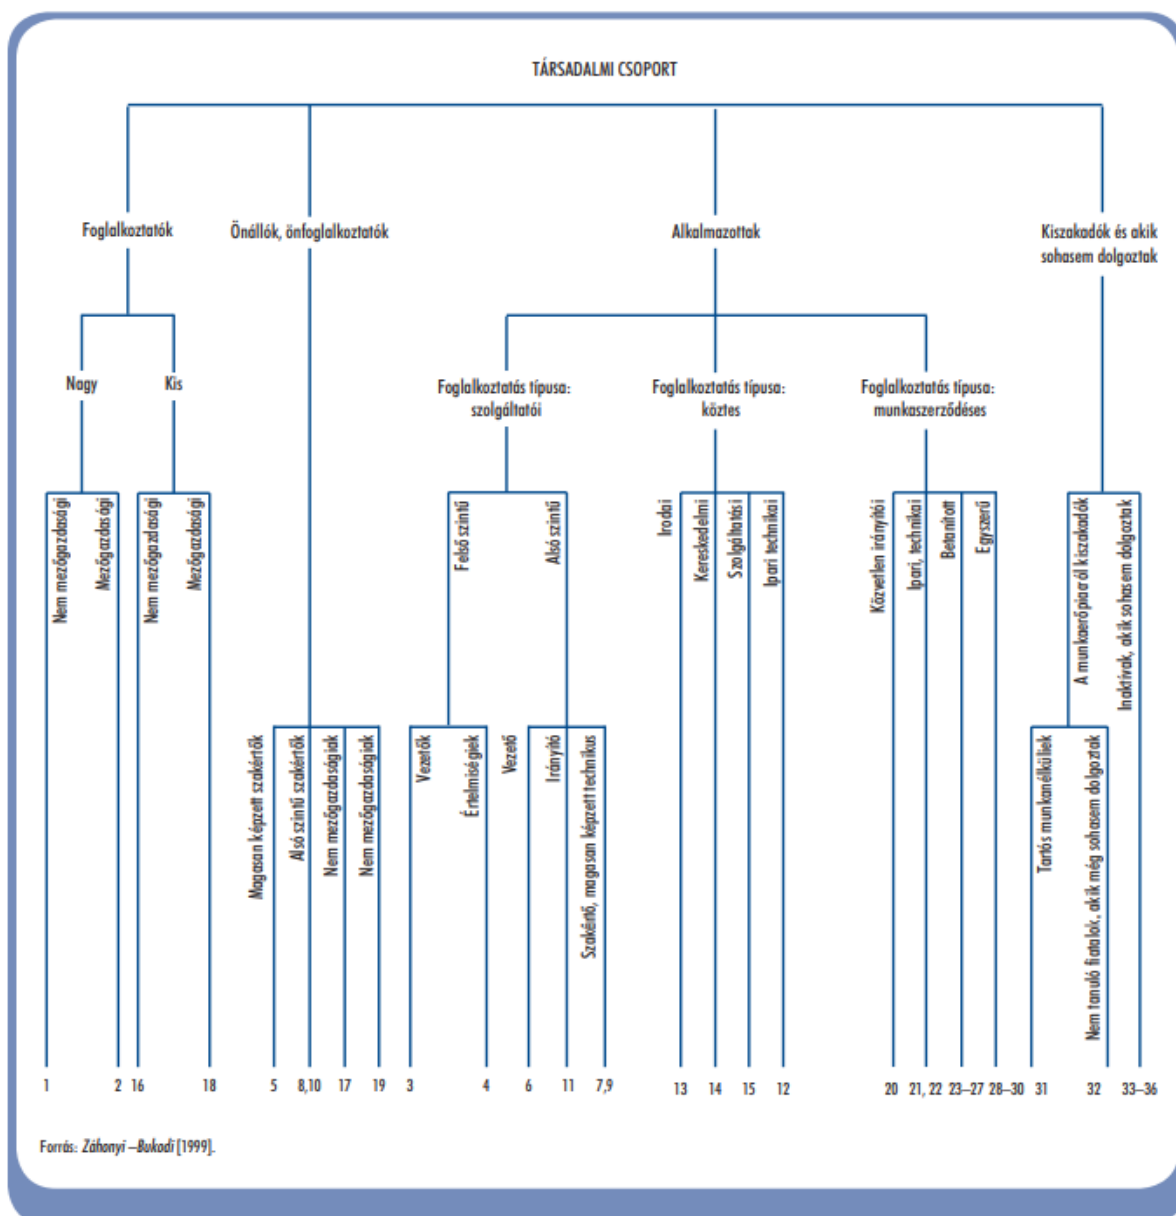 TÁRSADALMI CSOPORT
Foglalkoztatók
Önállók, önfoglalkoztatók
Alkalmazottak
Kiszakadók és akik
sohasem dolgoztak
Nagy
Kis
Foglalkoztatás típusa:
szolgáltatói
Foglalkoztatás típusa:
köztes
Foglalkoztatás típusa:
munkaszerződéses
Nem mezőgazdasági
Mezőgazdasági
Nem mezőgazdasági
Mezőgazdasági
Felső szintű
Alsó szintű
Irodai
Kereskedelmi
Szolgáltatási
Ipari technikai
Közvetlen irányítói
Ipari, technikai
Betanított
Egyszerű
A munkaerőpiacról kiszakadók
Inaktívak, akik sohasem dolgoztak
Magasan képzett szakértők
Alsó szintű szakértők
Nem mezőgazdaságiak
Nem mezőgazdaságiak
Vezetők
Értelmiségiek
Vezető
Irányító
Szakértő, magasan képzett technikus
Tartós munkanélküliek
Nem tanuló fiatalok, akik még sohasem dolgoztak
1 2 16 18 5 8,10 17 19 3 4 6 11 7,9 13 14 15 12 20 21, 22 23–27 28–30 31 32 33–36
Forrás: Záhonyi –Bukodi [1999].